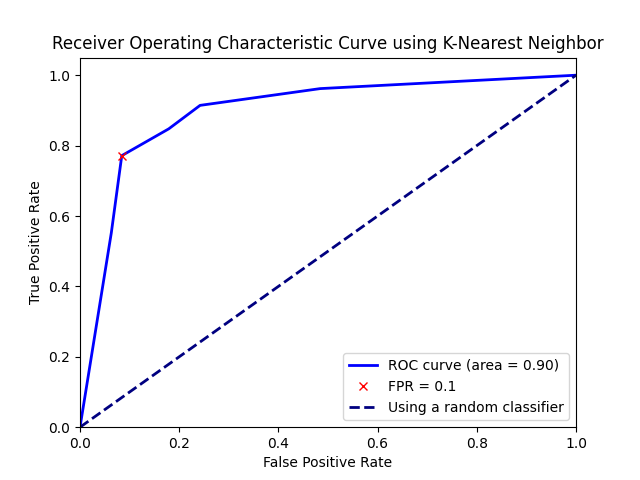 Receiver Operating Characteristic Curve using K-Nearest Neighbor
1.0
0.8
0.6
0.4
0.2
0.0
True Positive Rate
ROC curve (area = 0.90)
FPR = 0.1
Using a random classifier
0.0 0.2 0.4 0.6 0.8 1.0
False Positive Rate